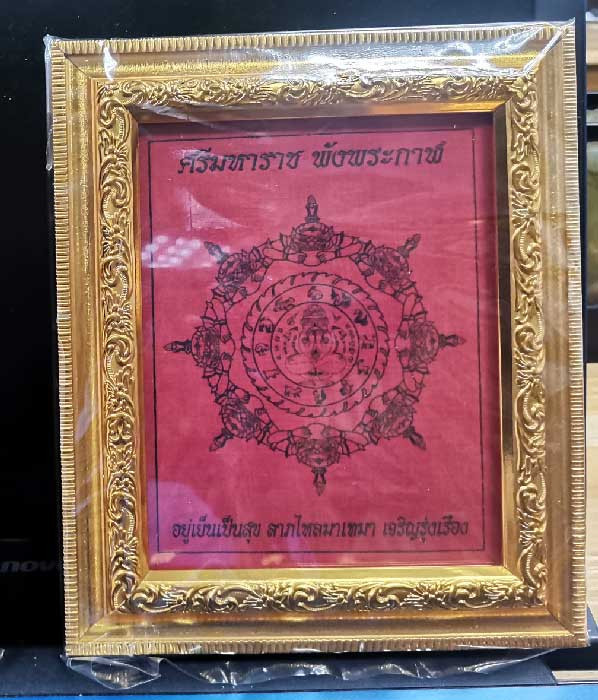 ศรีมหาราช พังพระกาฬ
อยู่เย็นเป็นสุข ลาภไหลมาเทมา เจริญรุ่งเรือง